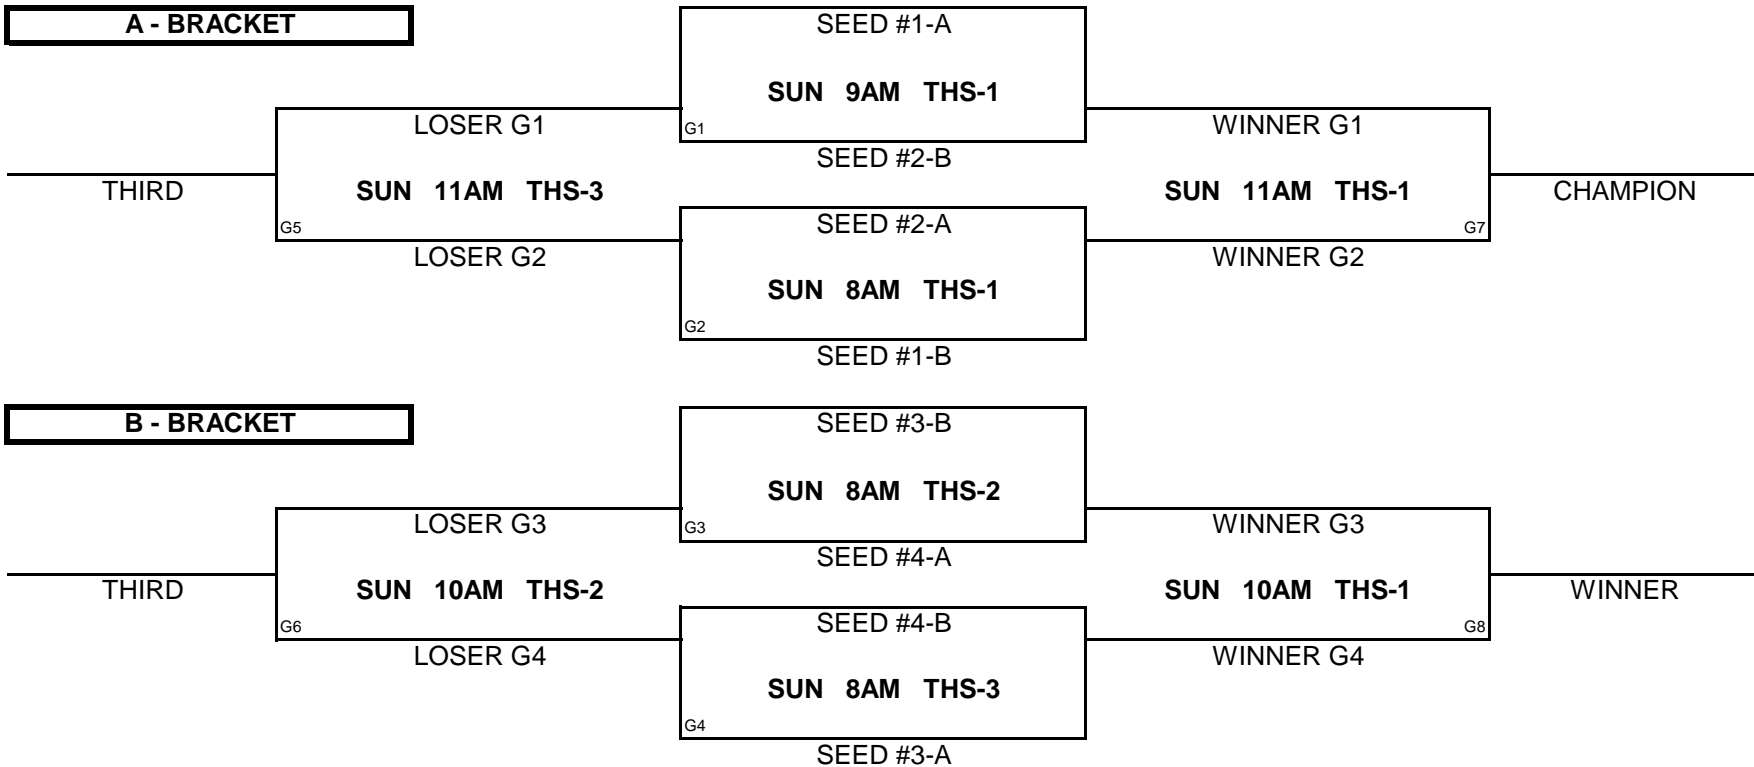 A - BRACKET
SEED #1-A
SUN 9AM THS-1
LOSER G1
G1
WINNER G1
SEED #2-B
THIRD
SUN 11AM THS-3
SUN 11AM THS-1
CHAMPION
G5
SEED #2-A
G7
LOSER G2
WINNER G2
SUN 8AM THS-1
G2
SEED #1-B
B - BRACKET
SEED #3-B
SUN 8AM THS-2
LOSER G3
G3
WINNER G3
SEED #4-A
THIRD
SUN 10AM THS-2
SUN 10AM THS-1
WINNER
G6
SEED #4-B
G8
LOSER G4
WINNER G4
SUN 8AM THS-3
G4
SEED #3-A